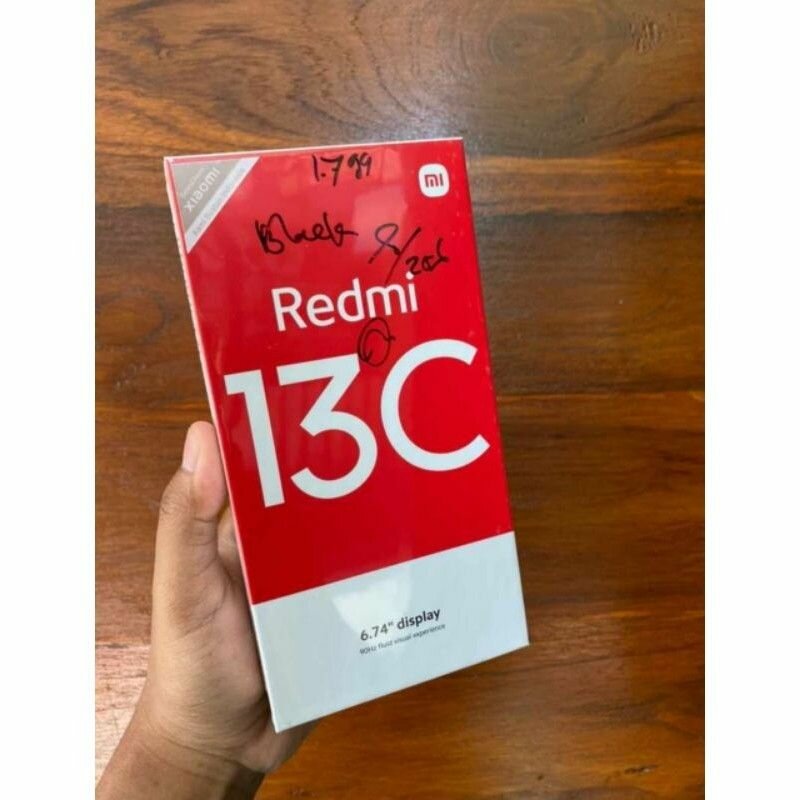 1.799
xiaomi
mi
Black 8/256
Redmi
13C
6.74" display
90Hz fluid visual experience